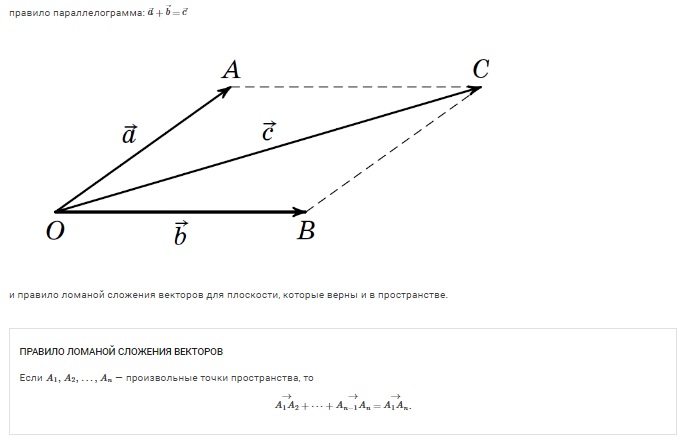 правило параллелограмма: a⃗ + b⃗ = c⃗
A
C
a⃗
c⃗
O
b⃗
B
и правило ломаной сложения векторов для плоскости, которые верны и в пространстве.
ПРАВИЛО ЛОМАНОЙ СЛОЖЕНИЯ ВЕКТОРОВ
Если A₁, A₂, ..., Aₙ — произвольные точки пространства, то
A₁A₂→ + ⋯ + Aₙ₋₁Aₙ→ = A₁Aₙ→.